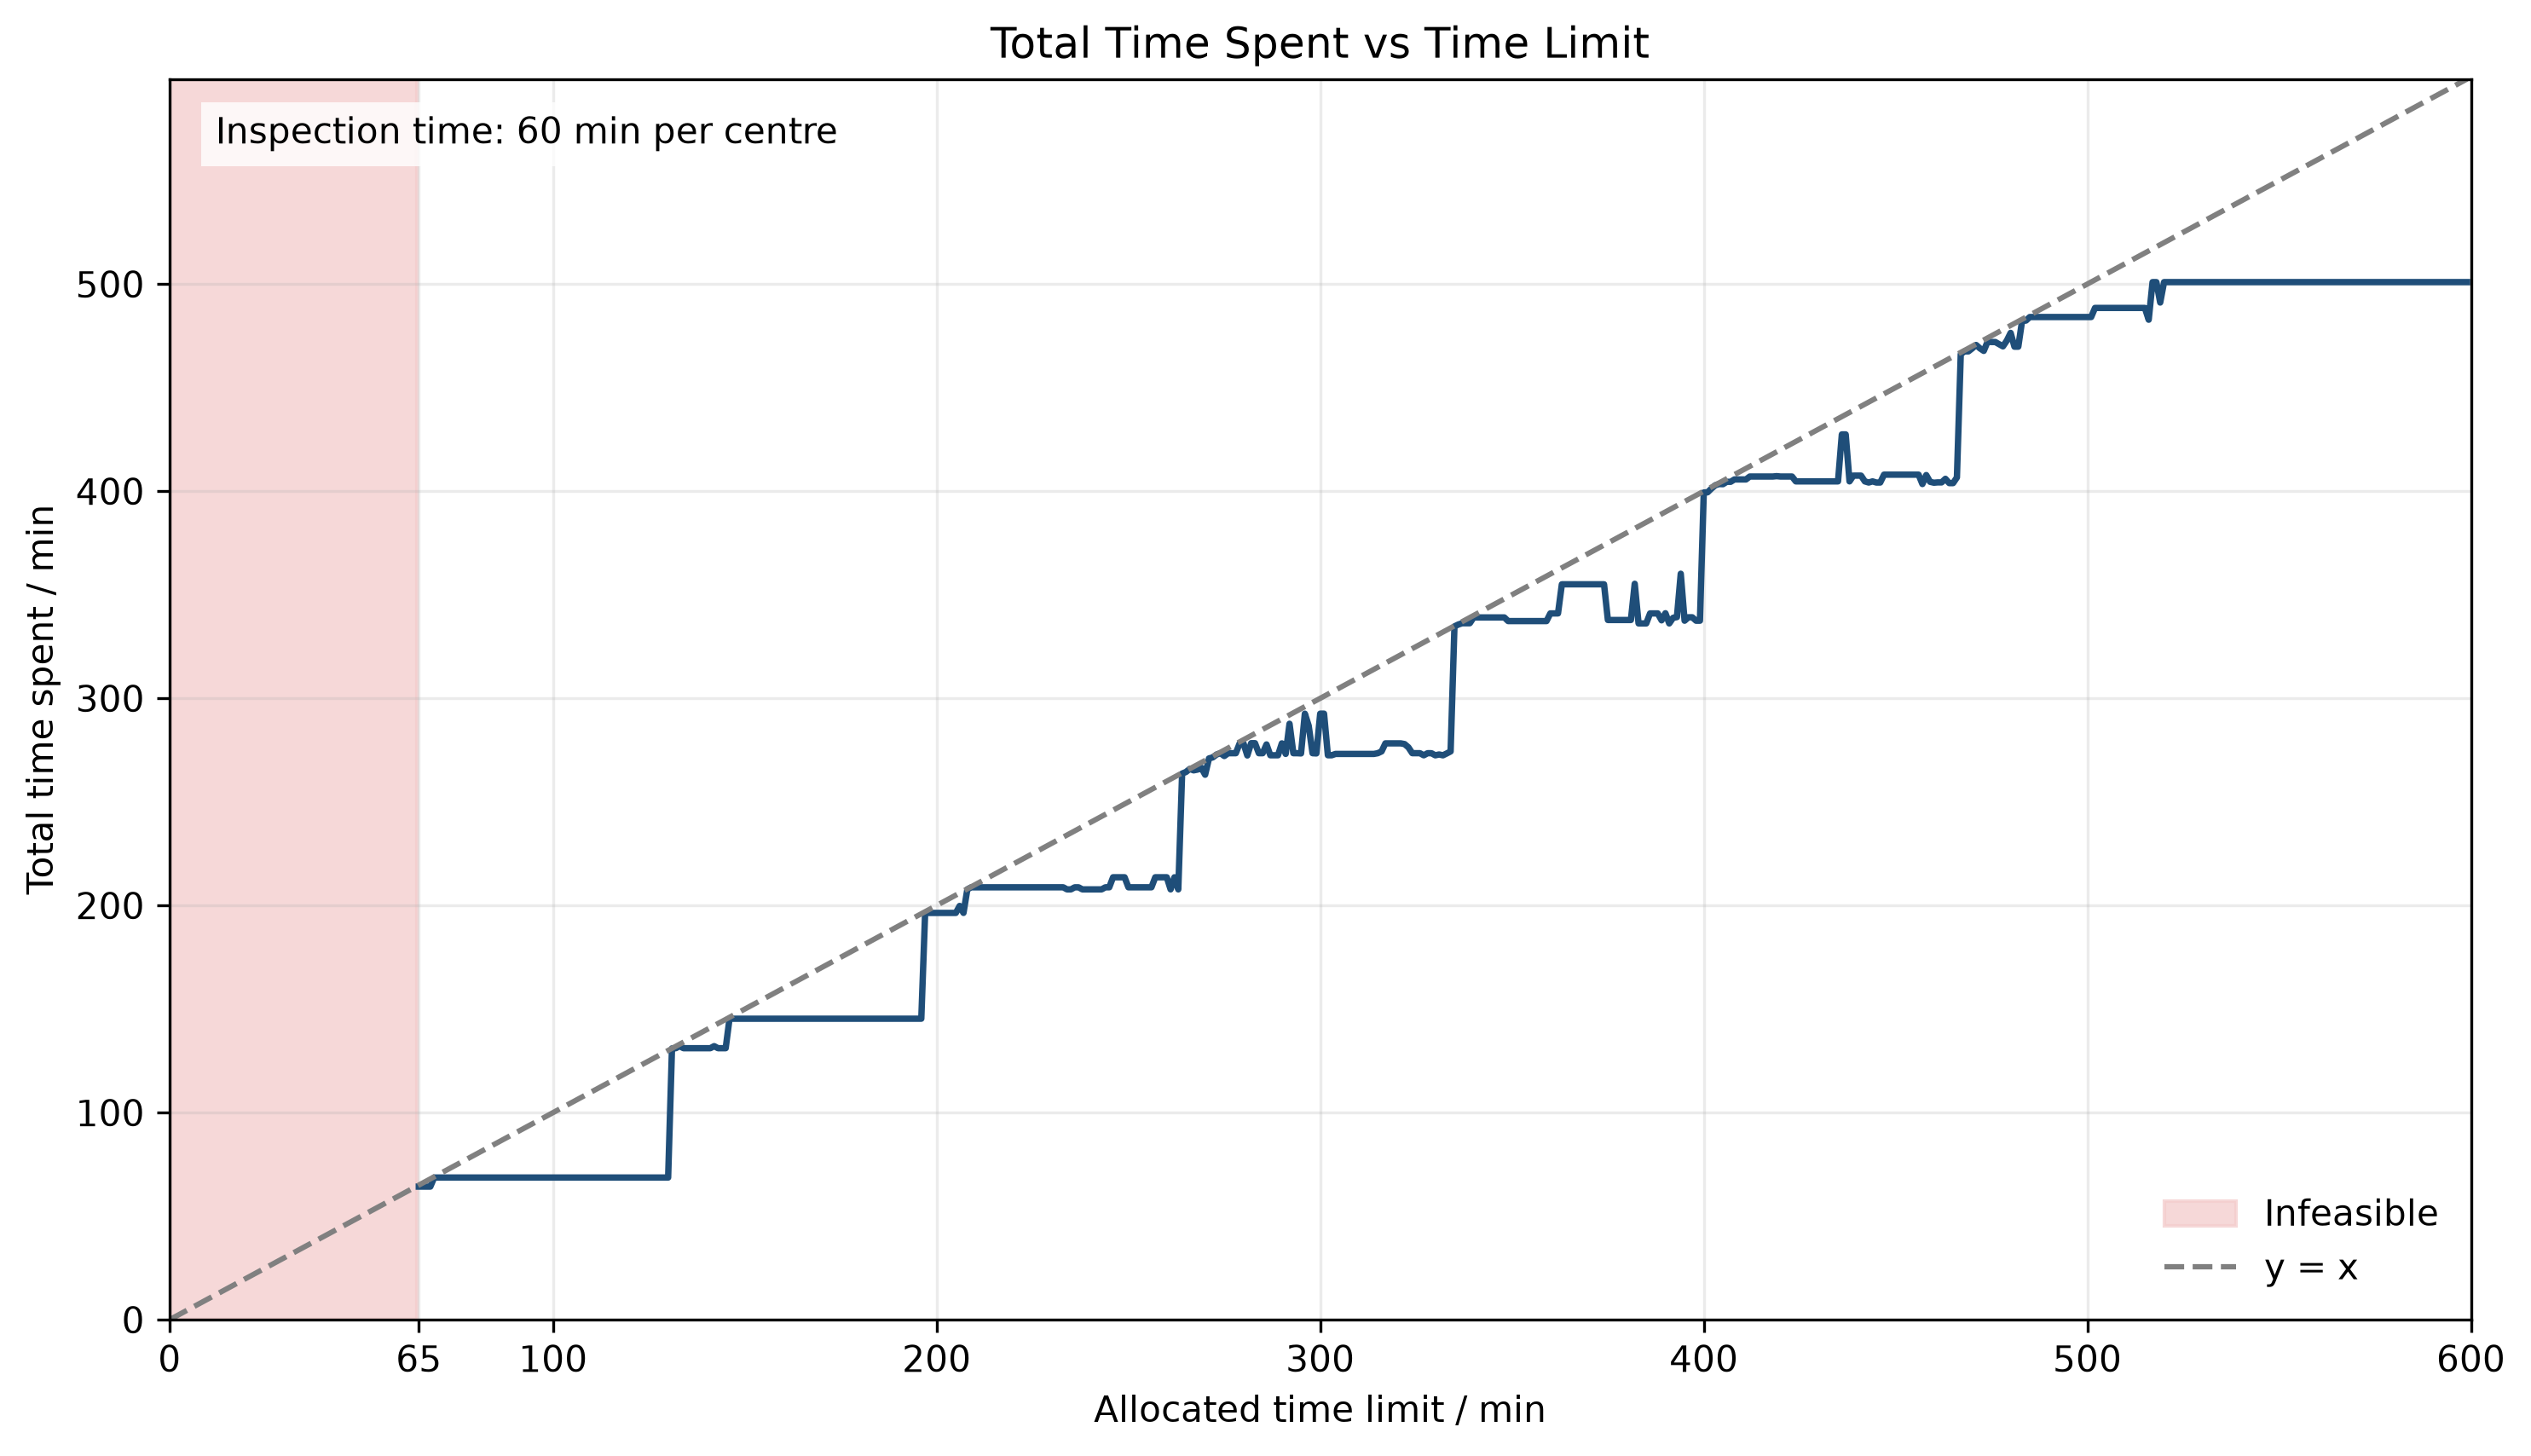 Total Time Spent vs Time Limit
Inspection time: 60 min per centre
Total time spent / min
500
400
300
200
100
0
Infeasible
y = x
0 65 100 200 300 400 500 600
Allocated time limit / min